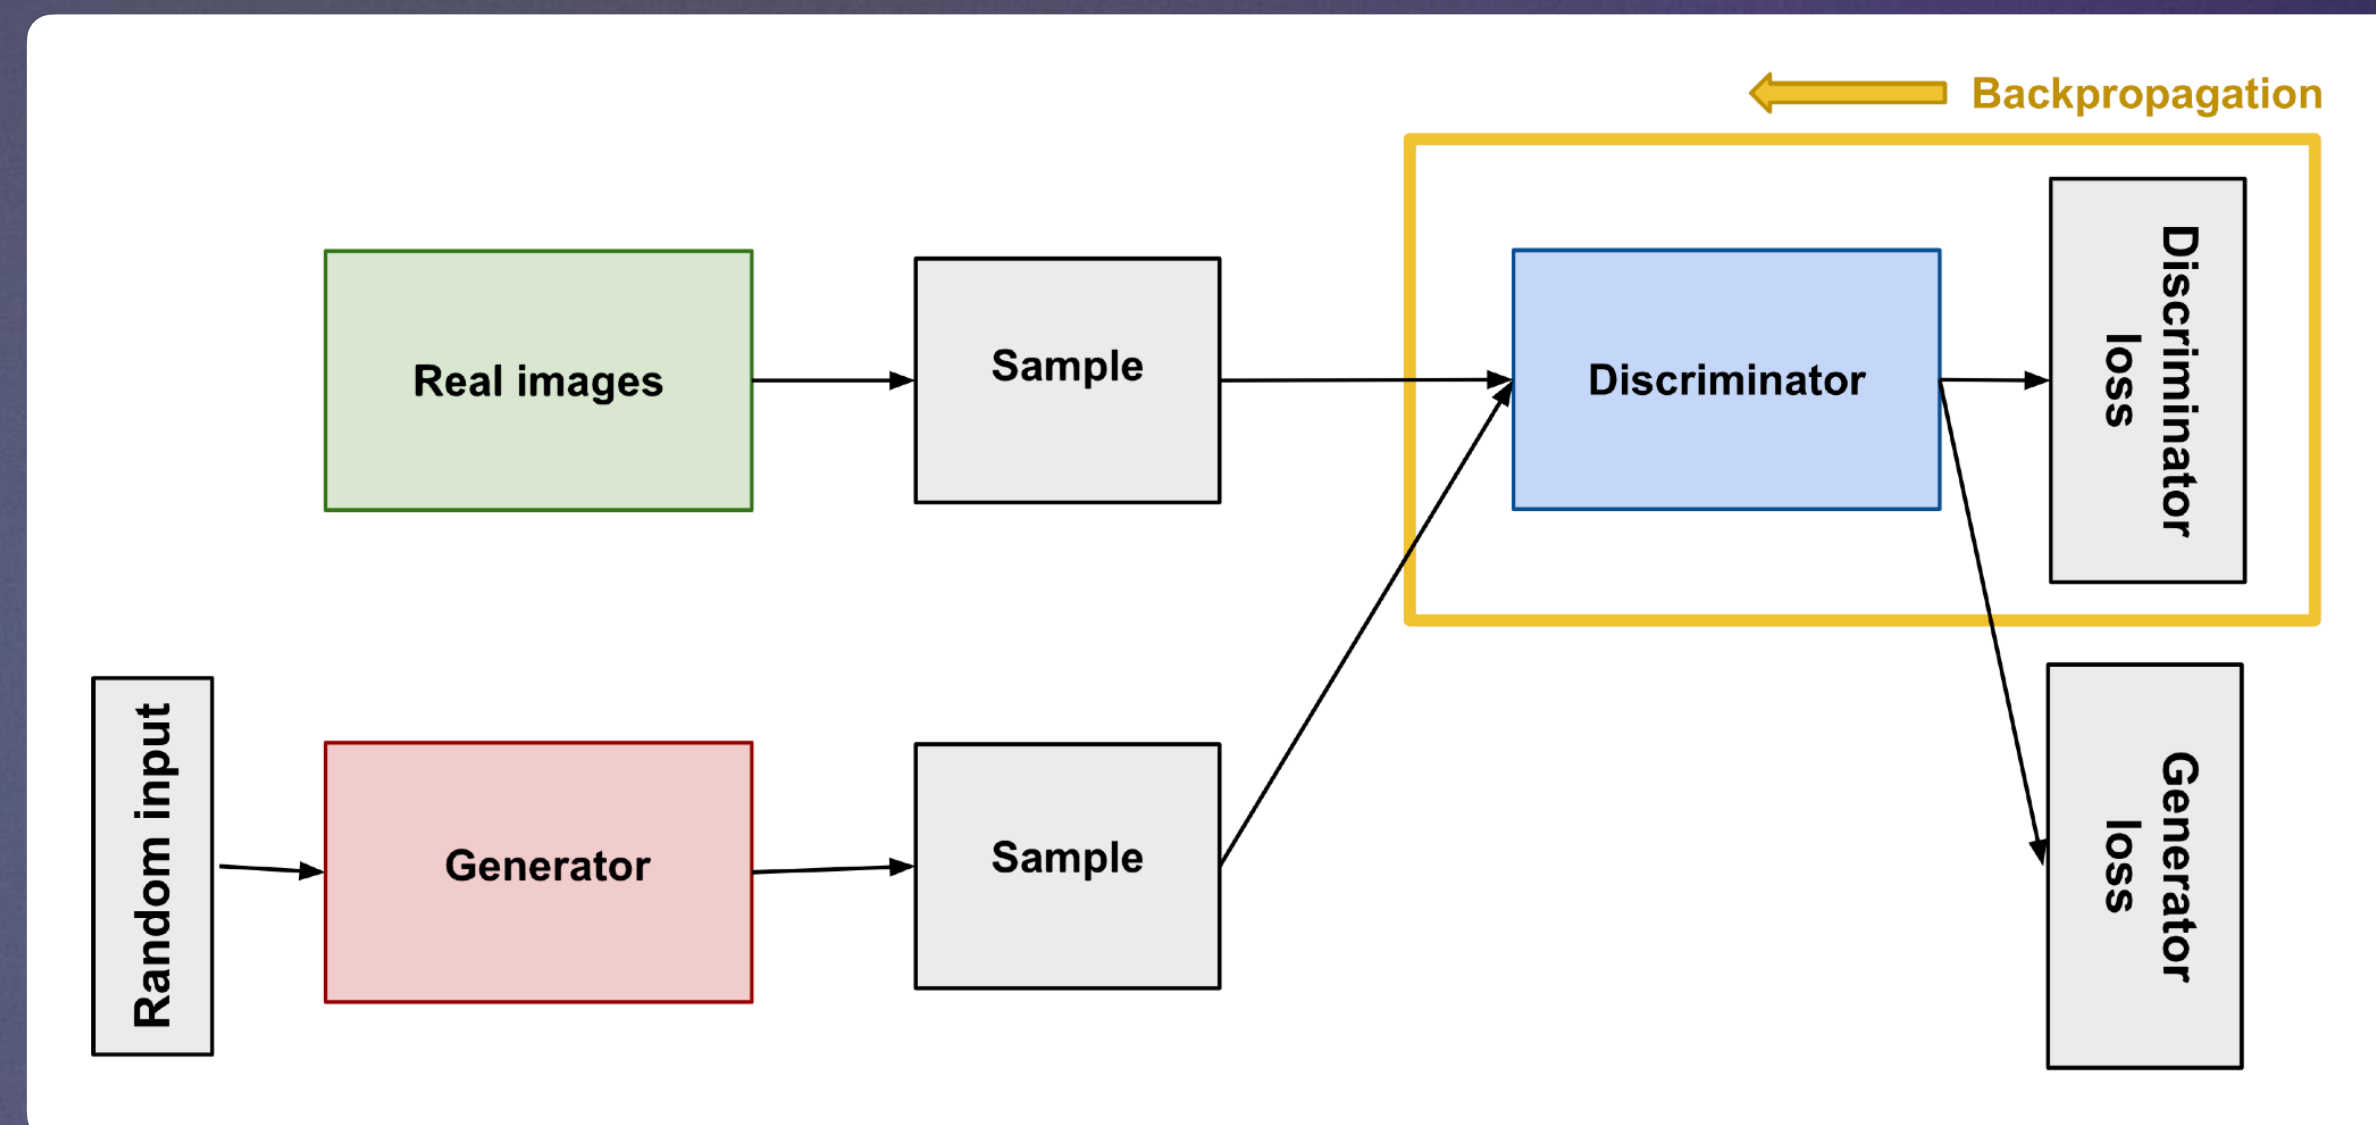 Backpropagation
Real images
Sample
Discriminator
Discriminator
loss
Random input
Generator
Sample
Generator
loss